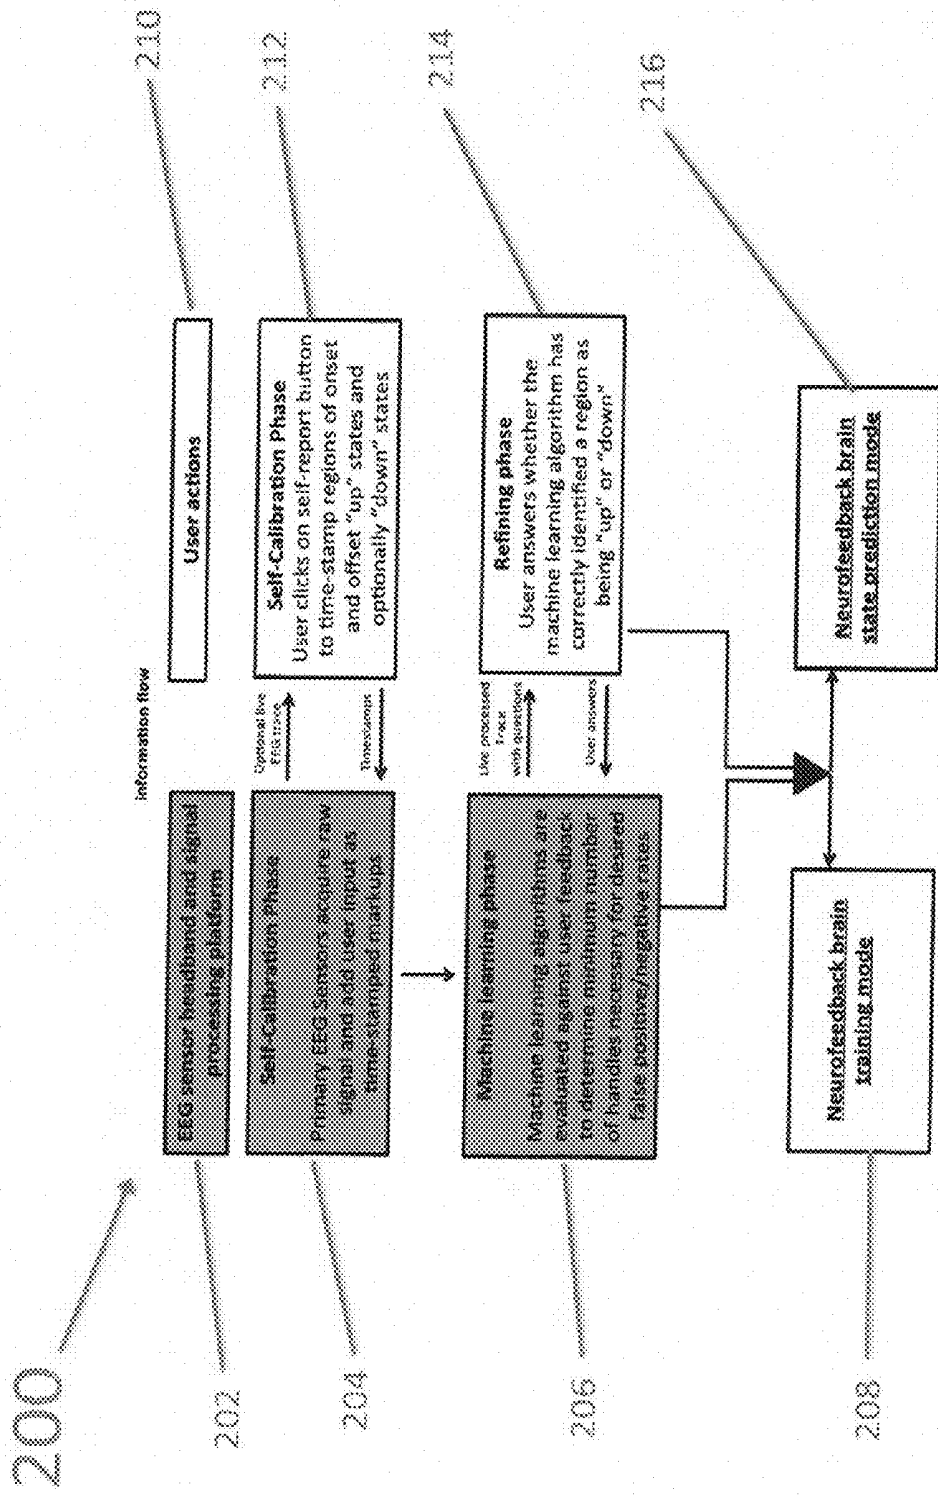 200
information flow
202
EEG sensor headband and signal
processing platform
User actions
210
204
Self-Calibration Phase
Primary EEG Sensors acquire raw
signal and add user input as
time-stamped markups
Optional live
EEG trace
Timestamps
Self-Calibration Phase
User clicks on self-report button
to time-stamp regions of onset
and offset "up" states and
optionally "down" states
212
206
Machine learning phase
Machine learning algorithms are
evaluated against user feedback
to determine minimum number
of handles necessary for desired
false positive/negative rates
Live processed
Trace
with questions
User answers
Refining phase
User answers whether the
machine learning algorithm has
correctly identified a region as
being "up" or "down"
214
208
Neurofeedback brain
training mode
Neurofeedback brain
state prediction mode
216